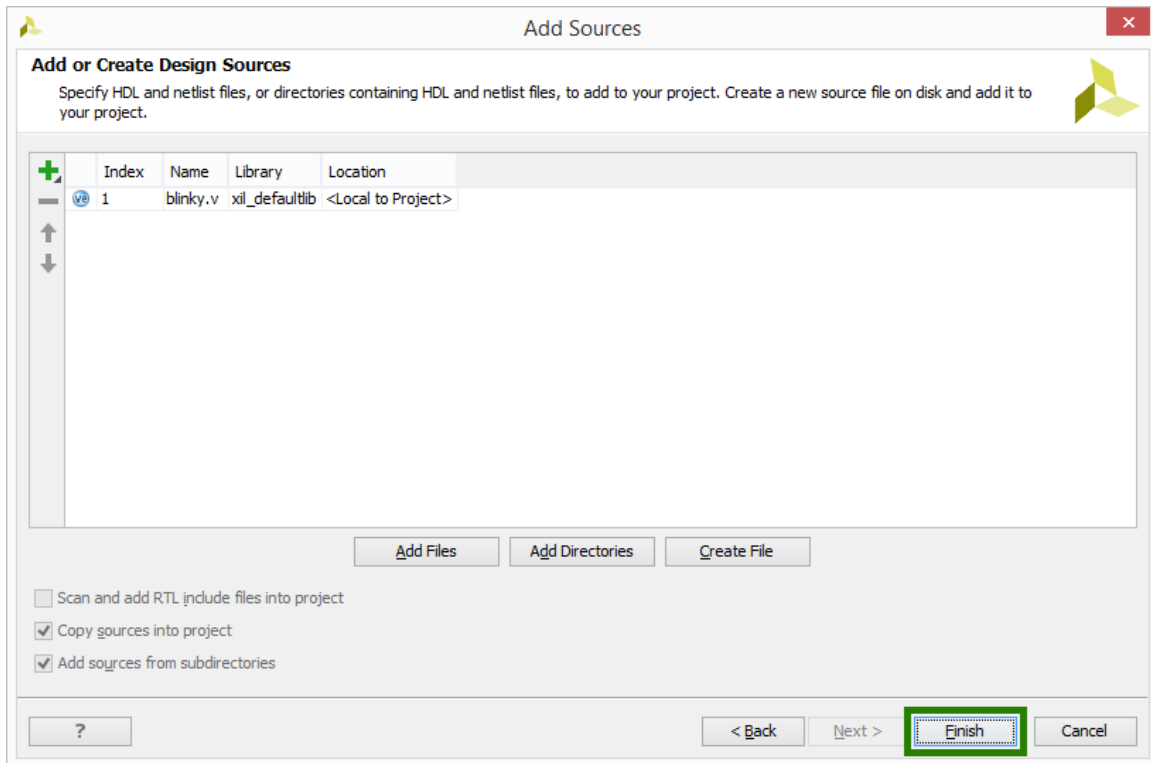 Add Sources
Add or Create Design Sources
Specify HDL and netlist files, or directories containing HDL and netlist files, to add to your project. Create a new source file on disk and add it to
your project.
Index Name Library Location
1 blinky.v xil_defaultlib <Local to Project>
Add Files Add Directories Create File
Scan and add RTL include files into project
Copy sources into project
Add sources from subdirectories
? < Back Next > Finish Cancel